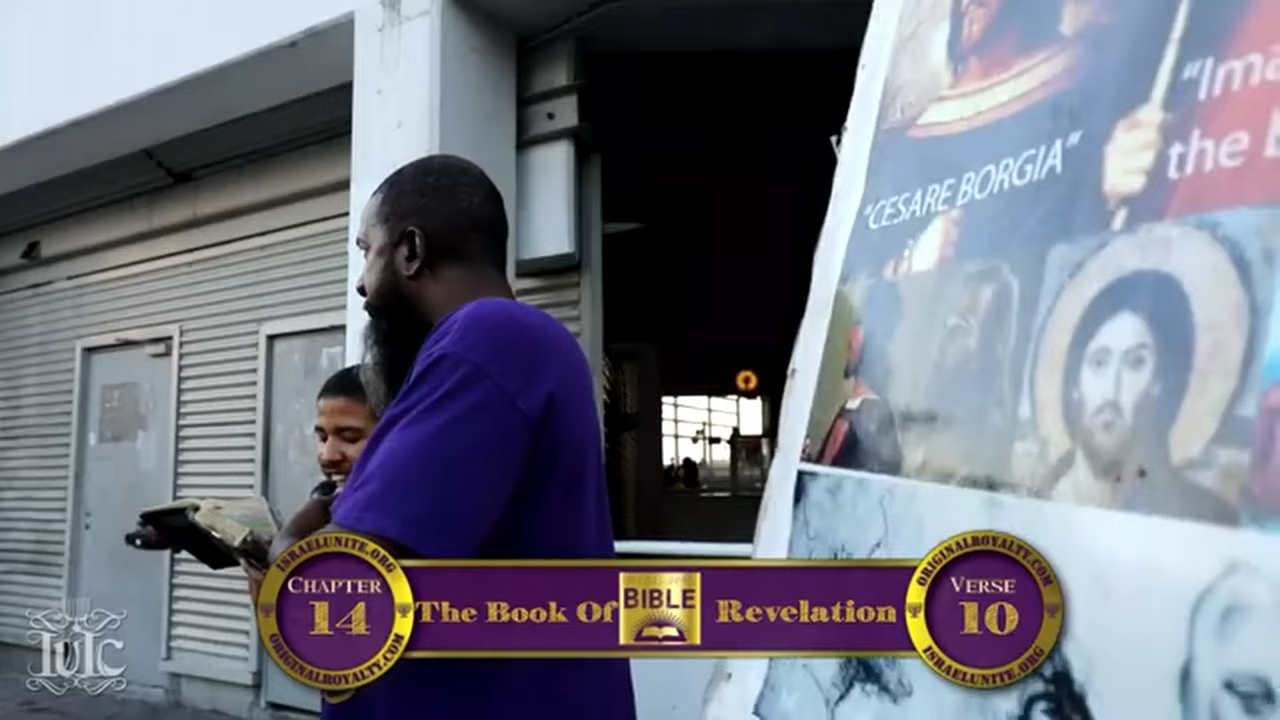 "Ima
the B
"CESARE BORGIA"
ISRAELUNITE.ORG
CHAPTER
14
ORIGINALROYALTY.COM
The Book Of
BIBLE
Revelation
ORIGINALROYALTY.COM
VERSE
10
ISRAELUNITE.ORG
IUIC